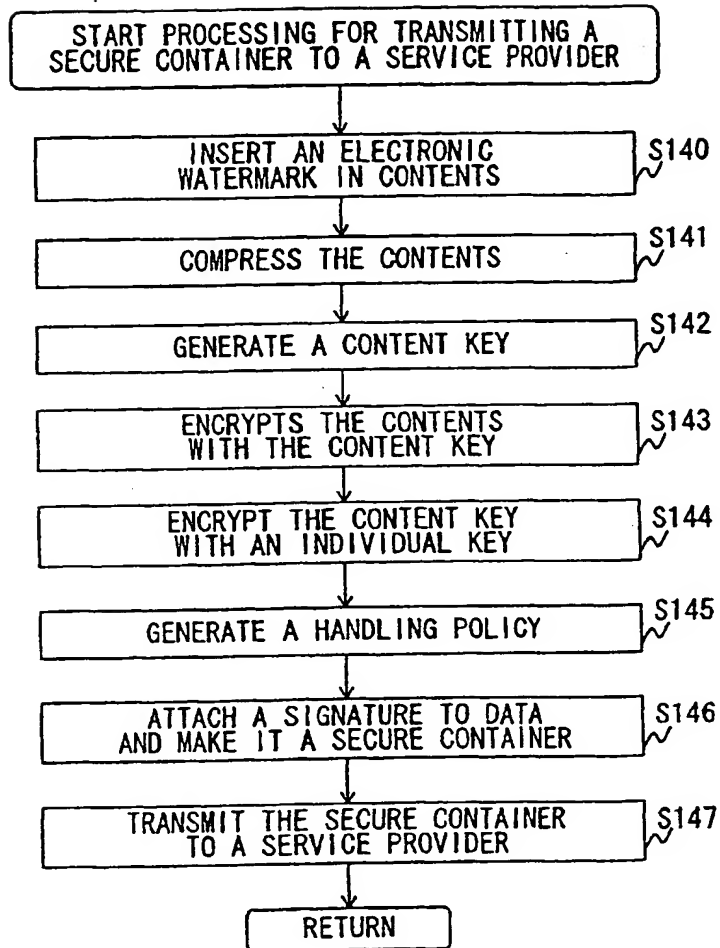 START PROCESSING FOR TRANSMITTING A
SECURE CONTAINER TO A SERVICE PROVIDER
INSERT AN ELECTRONIC
WATERMARK IN CONTENTS
S140
COMPRESS THE CONTENTS
S141
GENERATE A CONTENT KEY
S142
ENCRYPTS THE CONTENTS
WITH THE CONTENT KEY
S143
ENCRYPT THE CONTENT KEY
WITH AN INDIVIDUAL KEY
S144
GENERATE A HANDLING POLICY
S145
ATTACH A SIGNATURE TO DATA
AND MAKE IT A SECURE CONTAINER
S146
TRANSMIT THE SECURE CONTAINER
TO A SERVICE PROVIDER
S147
RETURN